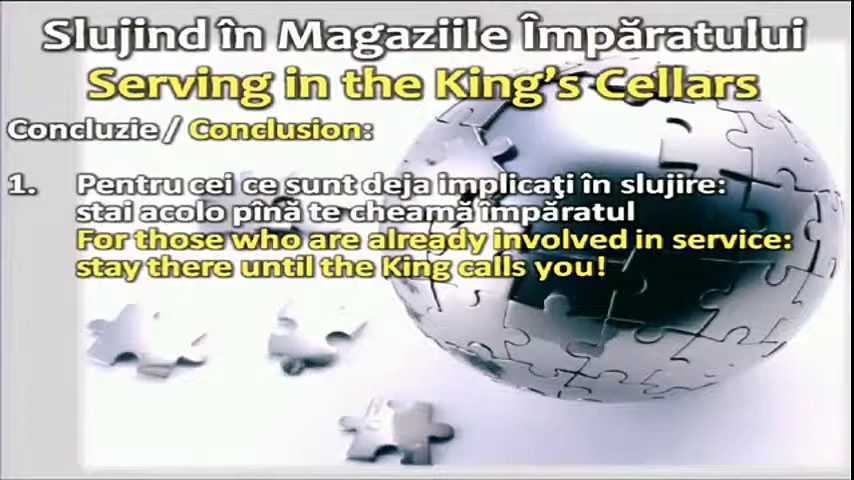 Slujind în Magaziile Împăratului
Serving in the King's Cellars
Concluzie / Conclusion:
1. Pentru cei ce sunt deja implicaţi în slujire:
stai acolo pînă te cheamă împăratul
For those who are already involved in service:
stay there until the King calls you!